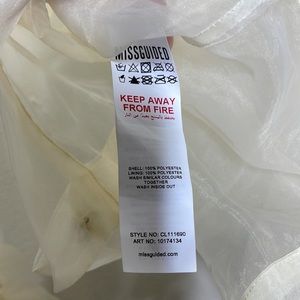 MISSGUIDED
KEEP AWAY
FROM FIRE
SHELL: 100% POLYESTER
LINING: 100% POLYESTER
WASH SIMILAR COLOURS
TOGETHER
WASH INSIDE OUT
STYLE NO: CL111690
ART NO: 10174134
missguided.com